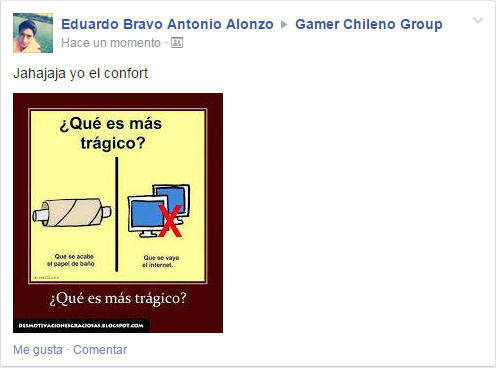 Eduardo Bravo Antonio Alonzo ▶ Gamer Chileno Group
Hace un momento ·
Jahajaja yo el confort
¿Qué es más
trágico?
Que se acabe
el papel de baño
Que se vaya
el internet.
¿Qué es más trágico?
DESMOTIVACIONESGRACIOSAS.BLOGSPOT.COM
Me gusta · Comentar